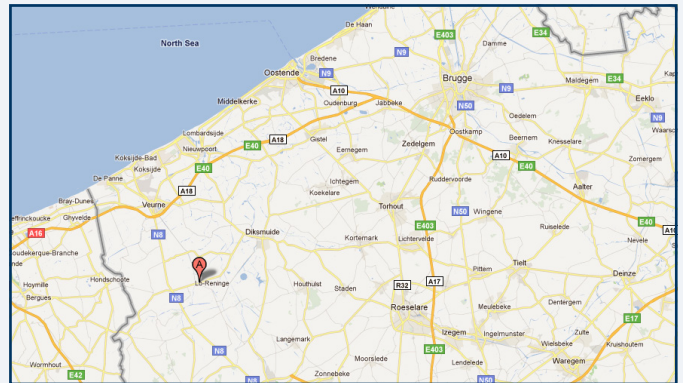 Wenduine
De Haan
E403
E34
North Sea
N9
Damme
Bredene
Oostende
N9
Brugge
Maldegem
E34
A10
N9
Eeklo
Middelkerke
Oudenburg
Jabbeke
N50
Oedelem
Lombardsijde
A18
Gistel
Oostkamp
Beernem
Knesselare
Nieuwpoort
E40
Eernegem
Zedelgem
Koksijde-Bad
A10
Zomergem
Koksijde
E40
E40
De Panne
Ichtegem
Ruddervoorde
A18
Koekelare
Aalter
Bray-Dunes
Veurne
Torhout
N50
Wingene
Ghyvelde
E40
A16
N8
Diksmuide
E403
Ruiselede
Kortemark
Lichtervelde
Nevele
A
Tielt
Hondschoote
Lo-Reninge
Pittem
Deinze
Hoymille
Houthulst
Staden
R32
A17
Bergues
N8
Meulebeke
Dentergem
Roeselare
E17
Izegem
Ingelmunster
Zulte
Langemark
Wielsbeke
Kruishoutem
N8
E403
Wormhout
Moorslede
Lendelede
Waregem
E42
Zonnebeke
N8
N50